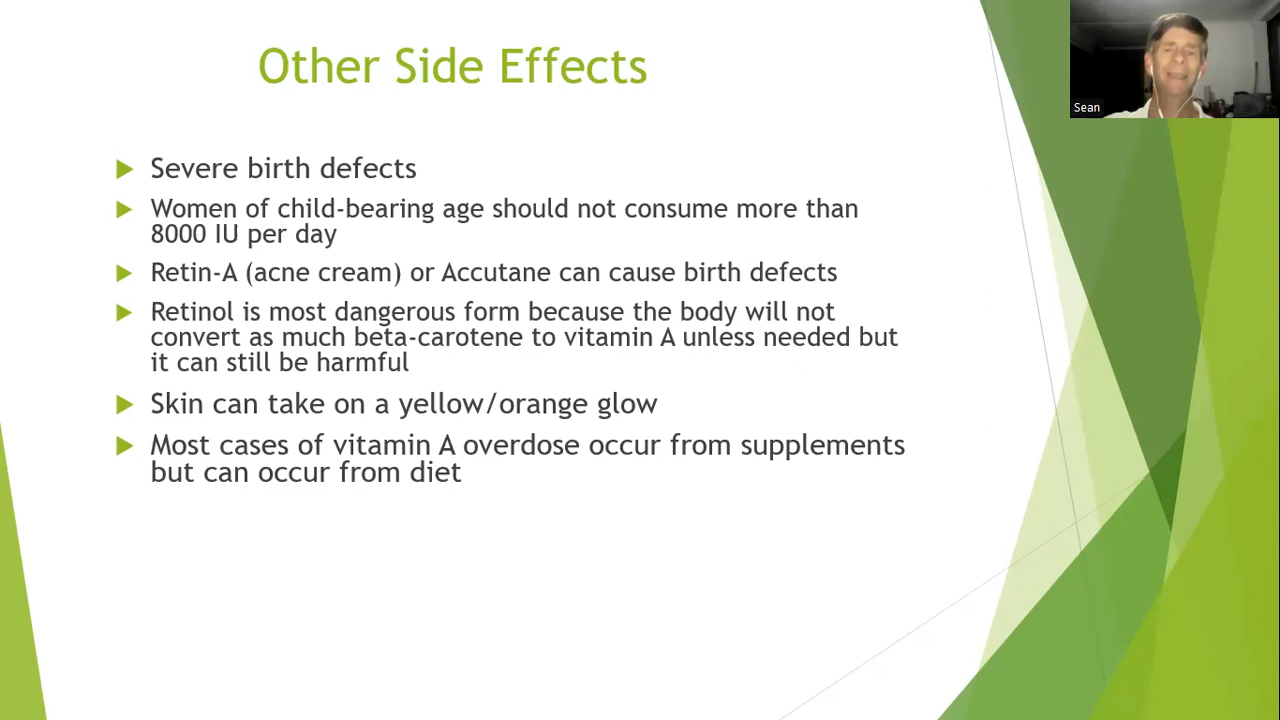 Other Side Effects
Sean
Severe birth defects
Women of child-bearing age should not consume more than
8000 IU per day
Retin-A (acne cream) or Accutane can cause birth defects
Retinol is most dangerous form because the body will not
convert as much beta-carotene to vitamin A unless needed but
it can still be harmful
Skin can take on a yellow/orange glow
Most cases of vitamin A overdose occur from supplements
but can occur from diet